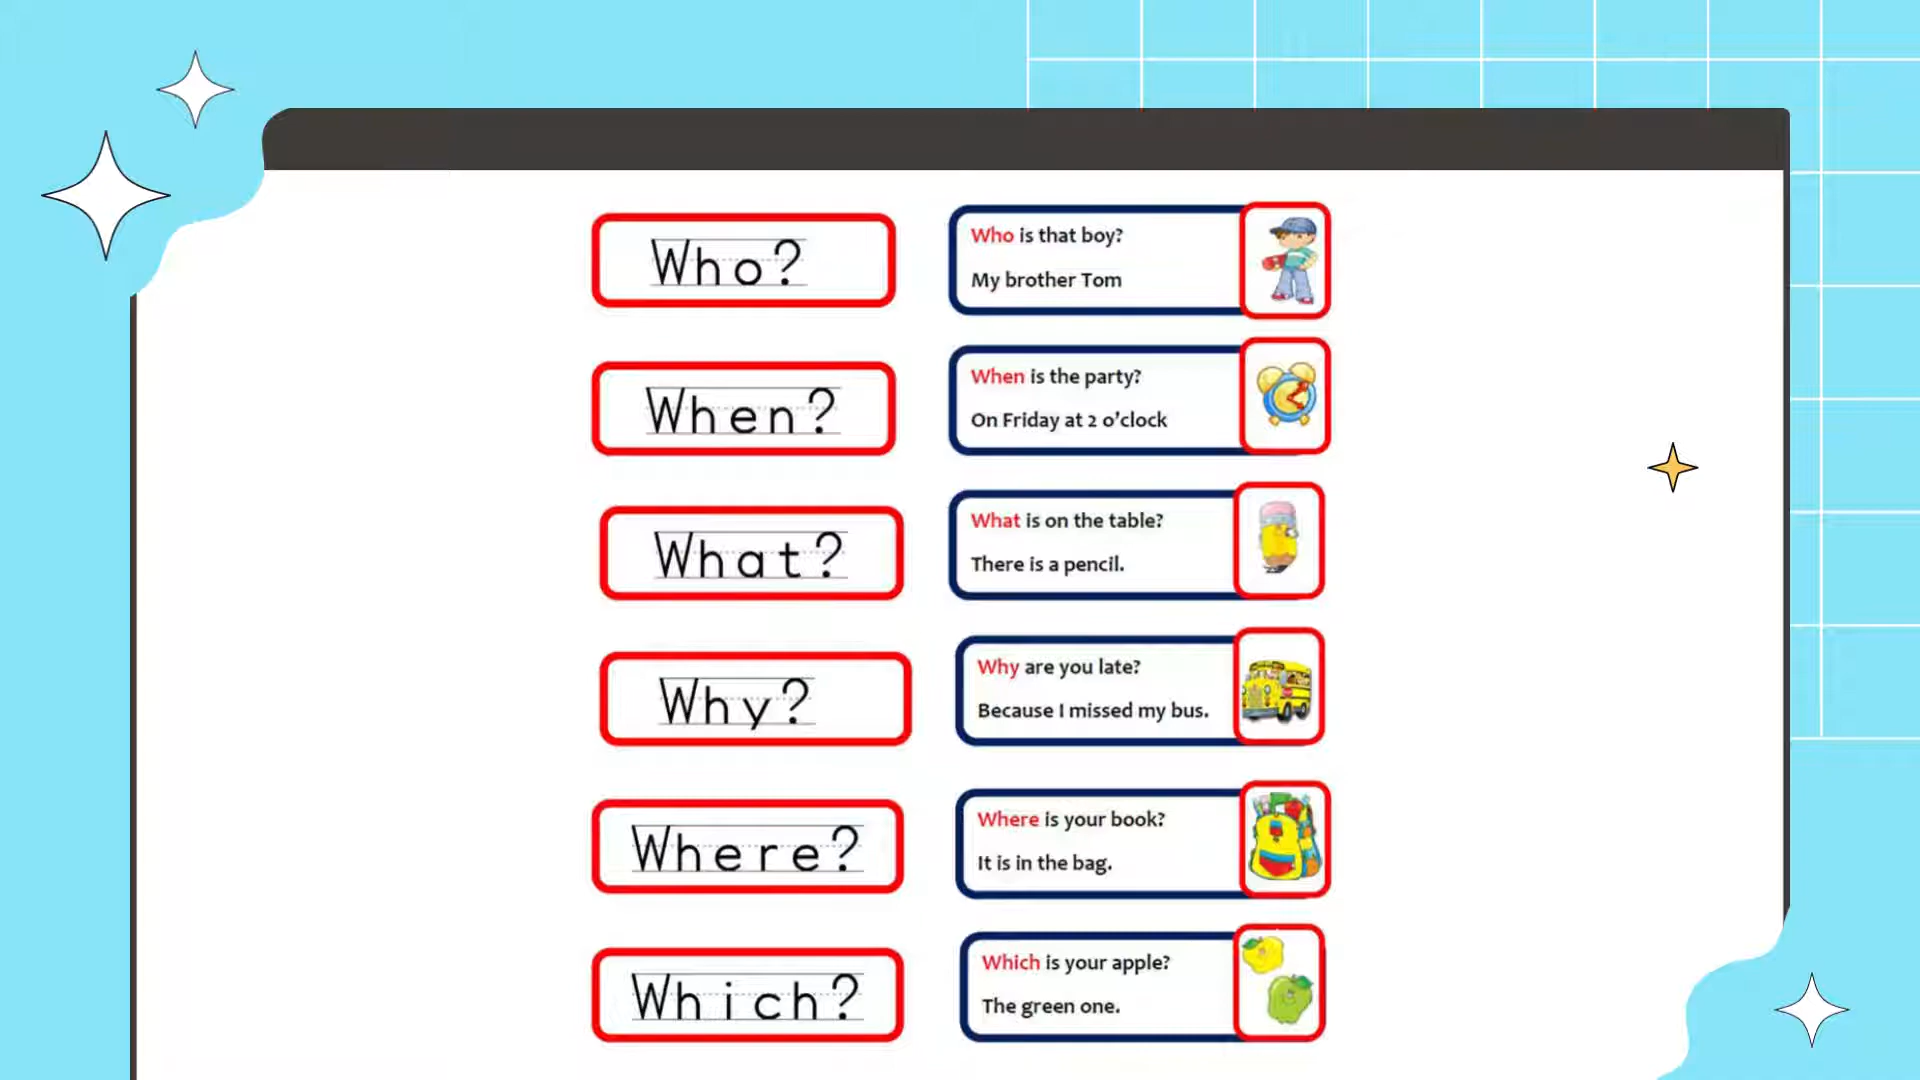 Who?
Who is that boy?
My brother Tom
When?
When is the party?
On Friday at 2 o'clock
What?
What is on the table?
There is a pencil.
Why?
Why are you late?
Because I missed my bus.
Where?
Where is your book?
It is in the bag.
Which?
Which is your apple?
The green one.